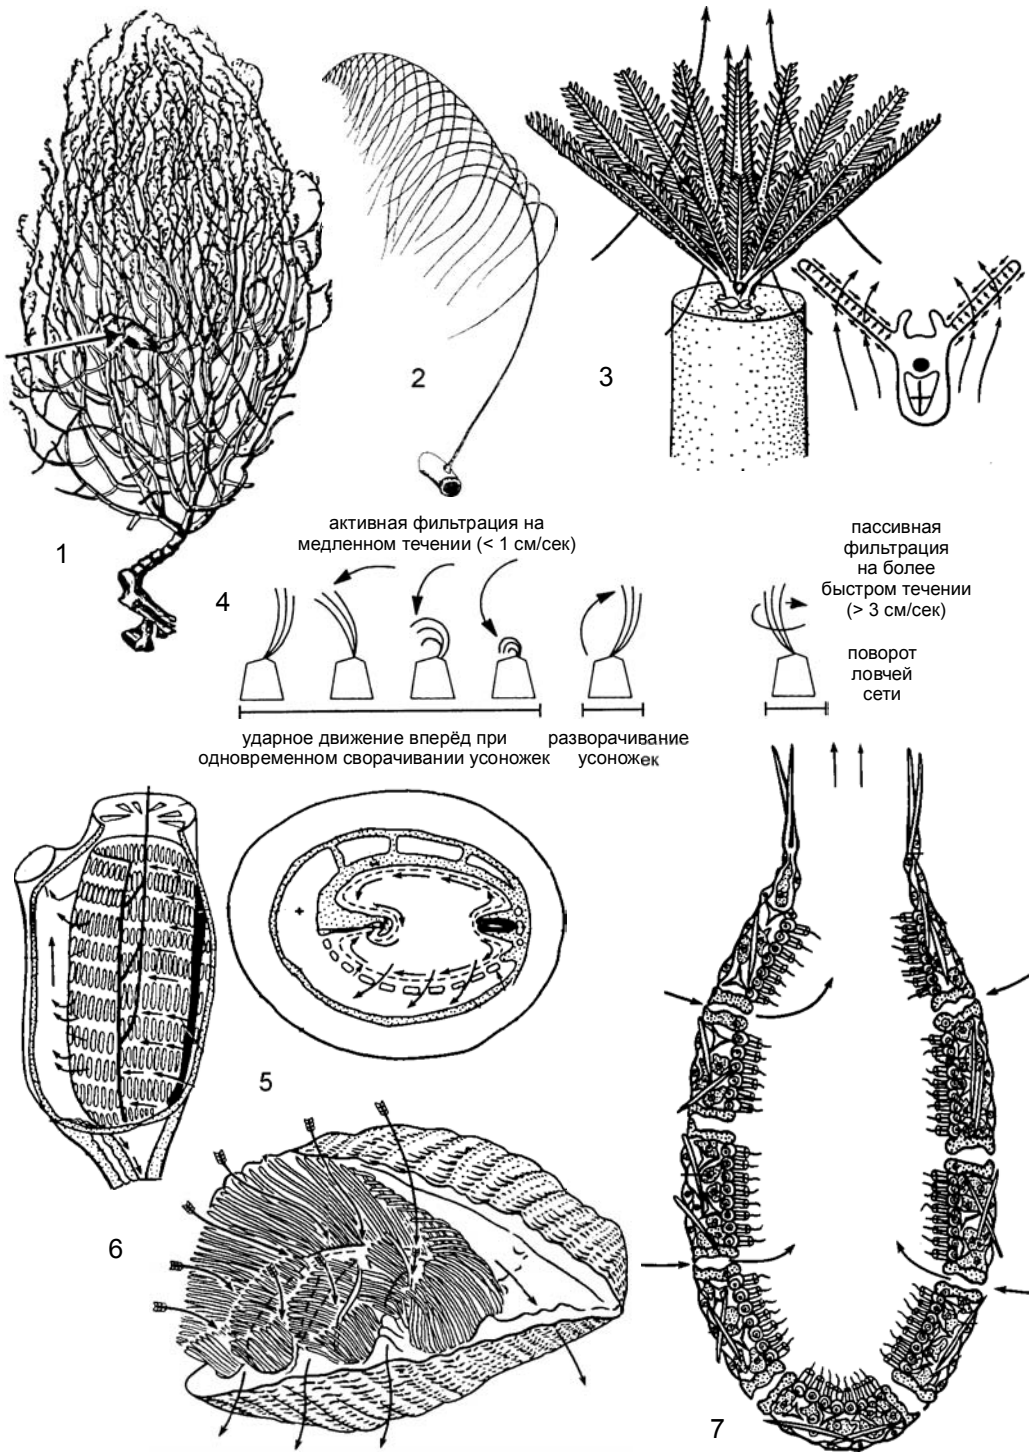 2
3
1
активная фильтрация на
медленном течении (< 1 см/сек)
пассивная
фильтрация
на более
быстром течении
(> 3 см/сек)
4
поворот
ловчей
сети
ударное движение вперёд при
одновременном сворачивании усоножек
разворачивание
усоножек
5
6
7